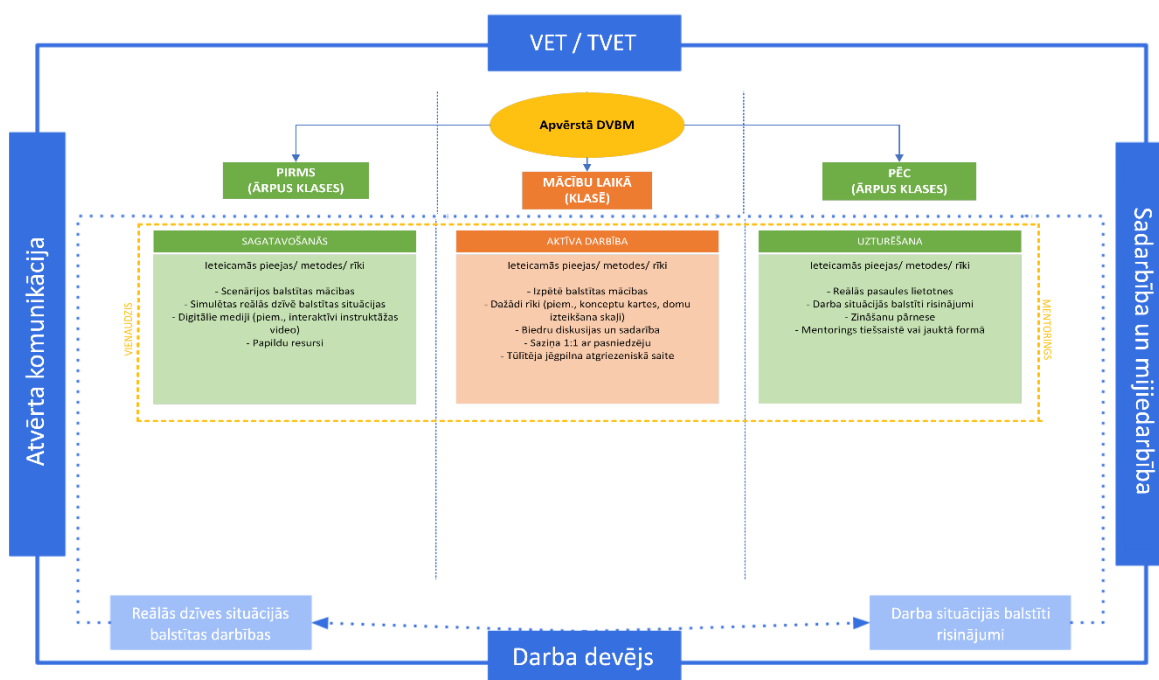 VET / TVET
Apvērstā DVBM
PIRMS
(ĀRPUS KLASES)
MĀCĪBU LAIKĀ
(KLASĒ)
PĒC
(ĀRPUS KLASES)
Atvērta komunikācija
Sadarbība un mijiedarbība
VIENAUDZIS
MENTORINGS
SAGATAVOŠANĀS
Ieteicamās pieejas/ metodes/ rīki
- Scenārijos balstītas mācības
- Simulētas reālās dzīvē balstītas situācijas
- Digitālie mediji (piem., interaktīvi instruktāžas
video)
- Papildu resursi
AKTĪVA DARBĪBA
Ieteicamās pieejas/ metodes/ rīki
- Izpētē balstītas mācības
- Dažādi rīki (piem., konceptu kartes, domu
izteikšana skaļi)
- Biedru diskusijas un sadarība
- Saziņa 1:1 ar pasniedzēju
- Tūlītēja jēgpilna atgriezeniskā saite
UZTURĒŠANA
Ieteicamās pieejas/ metodes/ rīki
- Reālās pasaules lietotnes
- Darba situācijās balstīti risinājumi
- Zināšanu pārnese
- Mentorings tiešsaistē vai jauktā formā
Reālās dzīves situācijās
balstītas darbības
Darba situācijās balstīti
risinājumi
Darba devējs